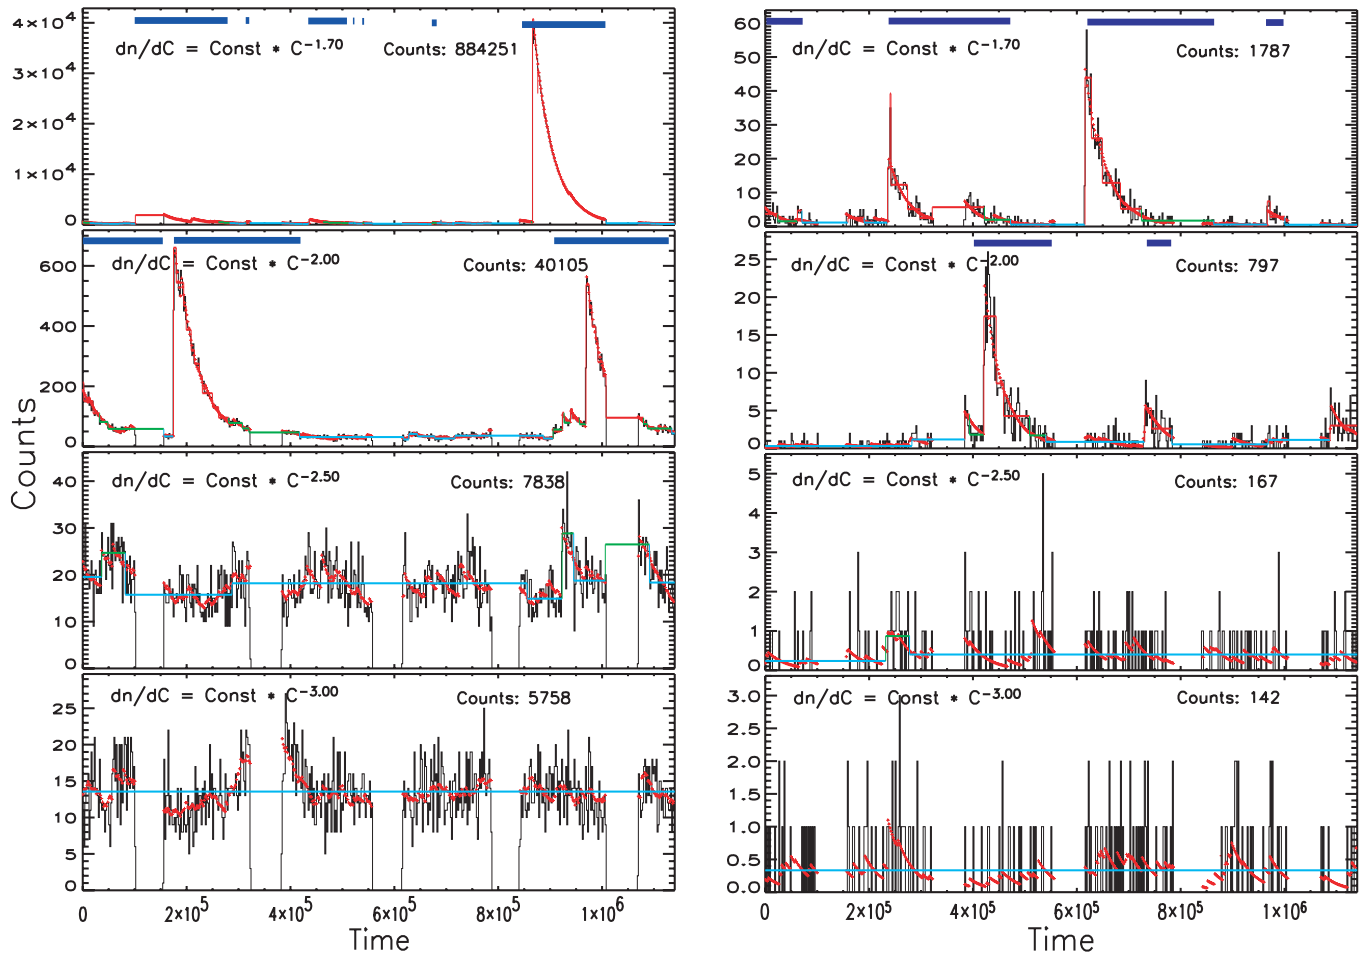 4×10⁴
dn/dC = Const * C^-1.70
Counts: 884251
3×10⁴
2×10⁴
1×10⁴
0
dn/dC = Const * C^-2.00
Counts: 40105
600
400
200
0
dn/dC = Const * C^-2.50
Counts: 7838
40
30
20
10
0
dn/dC = Const * C^-3.00
Counts: 5758
25
20
15
10
5
0
Counts
0 2×10⁵ 4×10⁵ 6×10⁵ 8×10⁵ 1×10⁶
Time
60
dn/dC = Const * C^-1.70
Counts: 1787
50
40
30
20
10
0
dn/dC = Const * C^-2.00
Counts: 797
25
20
15
10
5
0
dn/dC = Const * C^-2.50
Counts: 167
5
4
3
2
1
0
dn/dC = Const * C^-3.00
Counts: 142
3.0
2.5
2.0
1.5
1.0
0.5
0.0
0 2×10⁵ 4×10⁵ 6×10⁵ 8×10⁵ 1×10⁶
Time